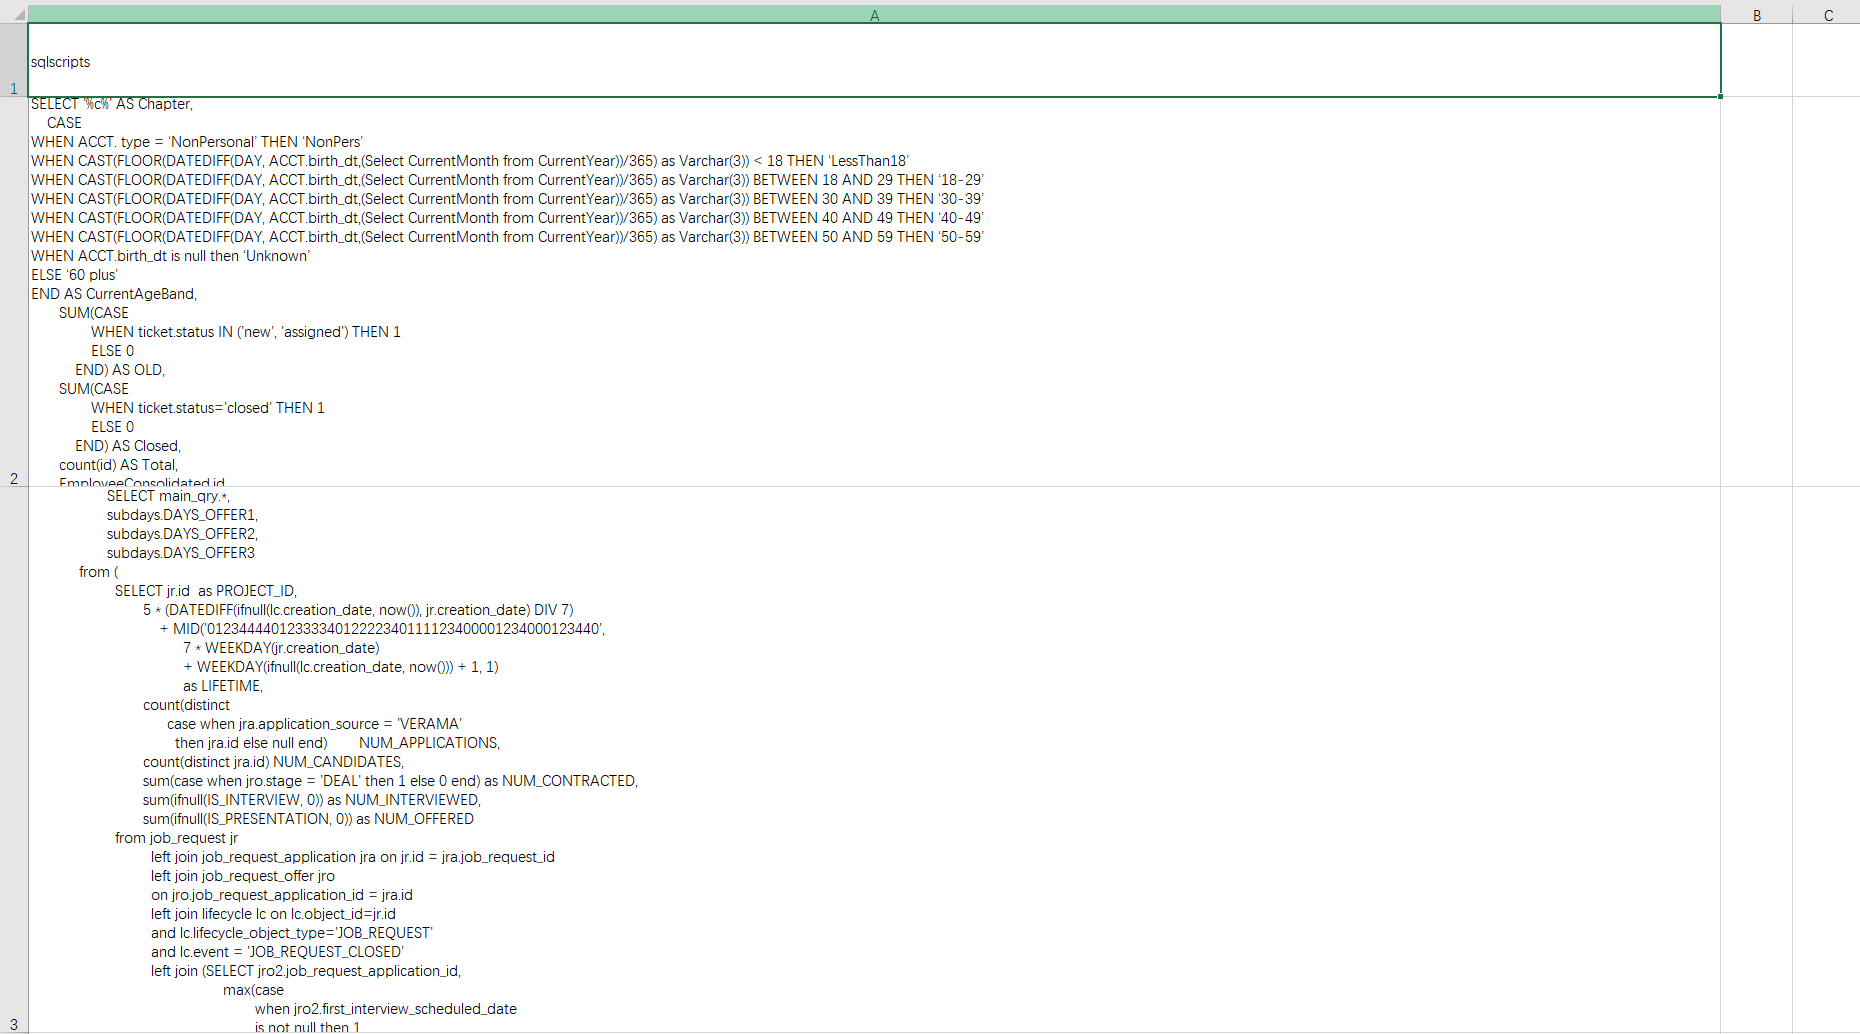 A B C
1 sqlscripts
SELECT '%c%' AS Chapter,
CASE
WHEN ACCT. type = ‘NonPersonal’ THEN ‘NonPers’
WHEN CAST(FLOOR(DATEDIFF(DAY, ACCT.birth_dt,(Select CurrentMonth from CurrentYear))/365) as Varchar(3)) < 18 THEN ‘LessThan18’
WHEN CAST(FLOOR(DATEDIFF(DAY, ACCT.birth_dt,(Select CurrentMonth from CurrentYear))/365) as Varchar(3)) BETWEEN 18 AND 29 THEN ‘18-29’
WHEN CAST(FLOOR(DATEDIFF(DAY, ACCT.birth_dt,(Select CurrentMonth from CurrentYear))/365) as Varchar(3)) BETWEEN 30 AND 39 THEN ‘30-39’
WHEN CAST(FLOOR(DATEDIFF(DAY, ACCT.birth_dt,(Select CurrentMonth from CurrentYear))/365) as Varchar(3)) BETWEEN 40 AND 49 THEN ‘40-49’
WHEN CAST(FLOOR(DATEDIFF(DAY, ACCT.birth_dt,(Select CurrentMonth from CurrentYear))/365) as Varchar(3)) BETWEEN 50 AND 59 THEN ‘50-59’
WHEN ACCT.birth_dt is null then ‘Unknown’
ELSE ‘60 plus’
END AS CurrentAgeBand,
SUM(CASE
WHEN ticket.status IN ('new', 'assigned') THEN 1
ELSE 0
END) AS OLD,
SUM(CASE
WHEN ticket.status='closed' THEN 1
ELSE 0
END) AS Closed,
count(id) AS Total,
2 EmployeeConsolidated.id
SELECT main_qry.*,
subdays.DAYS_OFFER1,
subdays.DAYS_OFFER2,
subdays.DAYS_OFFER3
from (
SELECT jr.id as PROJECT_ID,
5 * (DATEDIFF(ifnull(lc.creation_date, now()), jr.creation_date) DIV 7)
+ MID('0123444401233334012222340111123400001234000123440',
7 * WEEKDAY(jr.creation_date)
+ WEEKDAY(ifnull(lc.creation_date, now())) + 1, 1)
as LIFETIME,
count(distinct
case when jra.application_source = 'VERAMA'
then jra.id else null end) NUM_APPLICATIONS,
count(distinct jra.id) NUM_CANDIDATES,
sum(case when jro.stage = 'DEAL' then 1 else 0 end) as NUM_CONTRACTED,
sum(ifnull(IS_INTERVIEW, 0)) as NUM_INTERVIEWED,
sum(ifnull(IS_PRESENTATION, 0)) as NUM_OFFERED
from job_request jr
left join job_request_application jra on jr.id = jra.job_request_id
left join job_request_offer jro
on jro.job_request_application_id = jra.id
left join lifecycle lc on lc.object_id=jr.id
and lc.lifecycle_object_type='JOB_REQUEST'
and lc.event = 'JOB_REQUEST_CLOSED'
left join (SELECT jro2.job_request_application_id,
max(case
when jro2.first_interview_scheduled_date
3 is not null then 1